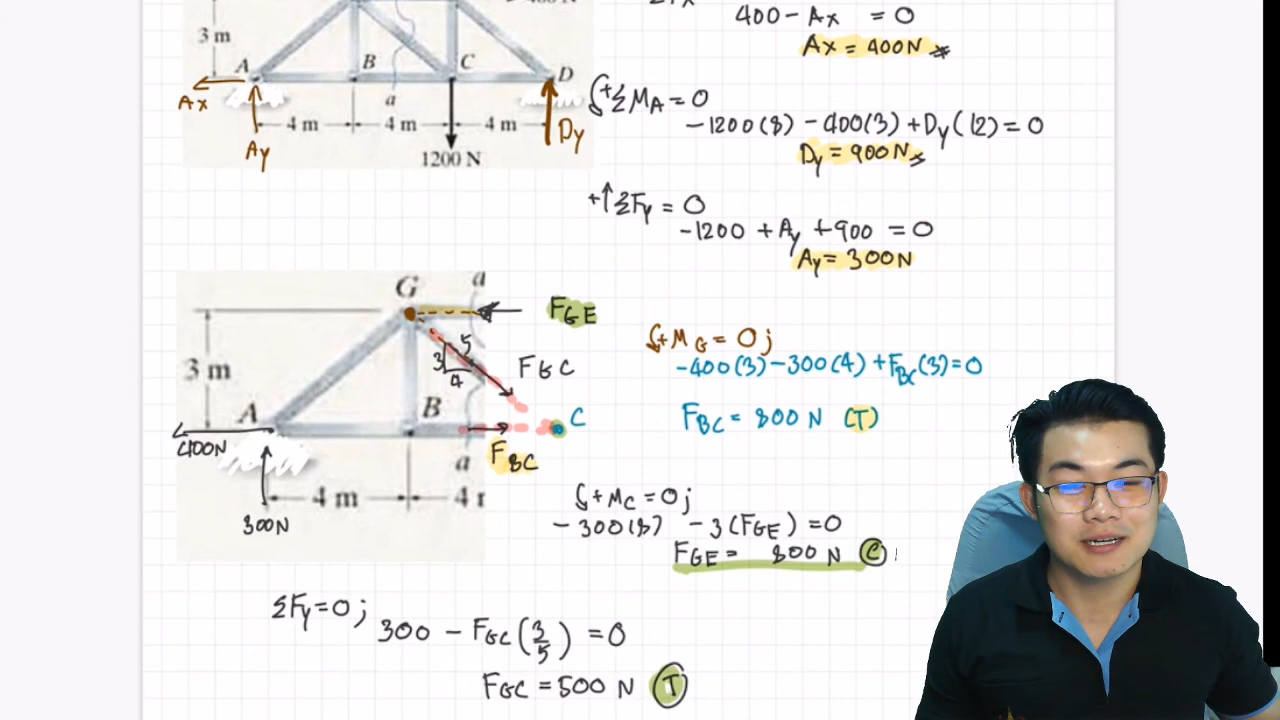 400 - Ax = 0
3 m
Ax = 400N
A
B
C
D
Ax
a
Ay
4 m
4 m
4 m
Dy
1200 N
+ΣMA = 0
-1200(8) - 400(3) + Dy(12) = 0
Dy = 900N
+↑ΣFy = 0
-1200 + Ay + 900 = 0
Ay = 300N
G
a
FGE
3 m
5
3
4
FGC
A
B
C
400N
FBC
a
4 m
4
300N
+MG = 0;
-400(3) - 300(4) + FBC(3) = 0
FBC = 800 N (T)
+MC = 0;
-300(8) - 3(FGE) = 0
FGE = 800 N (C)
ΣFy = 0;
300 - FGC(3/5) = 0
FGC = 500 N (T)